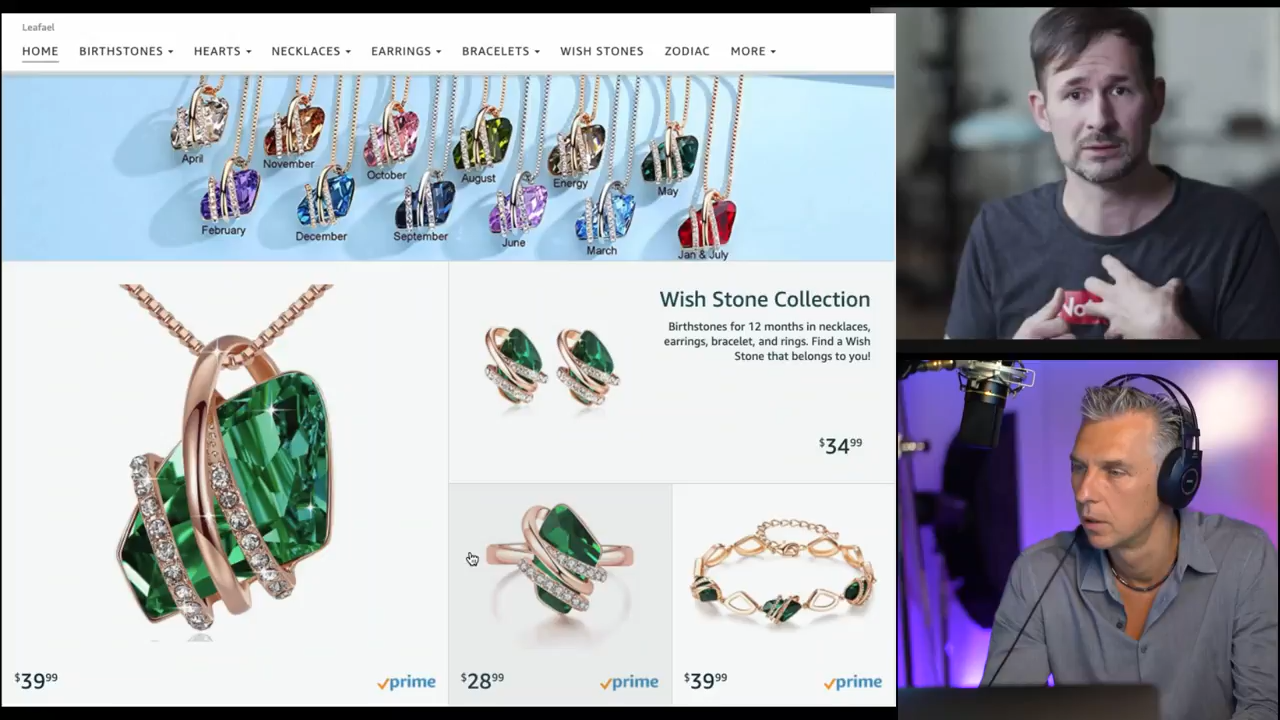 Leafael
HOME BIRTHSTONES HEARTS NECKLACES EARRINGS BRACELETS WISH STONES ZODIAC MORE
April
November
October
August
Energy
May
February
December
September
June
March
Jan & July
Wish Stone Collection
Birthstones for 12 months in necklaces,
earrings, bracelet, and rings. Find a Wish
Stone that belongs to you!
$34.99
$39.99 prime
$28.99 prime
$39.99 prime